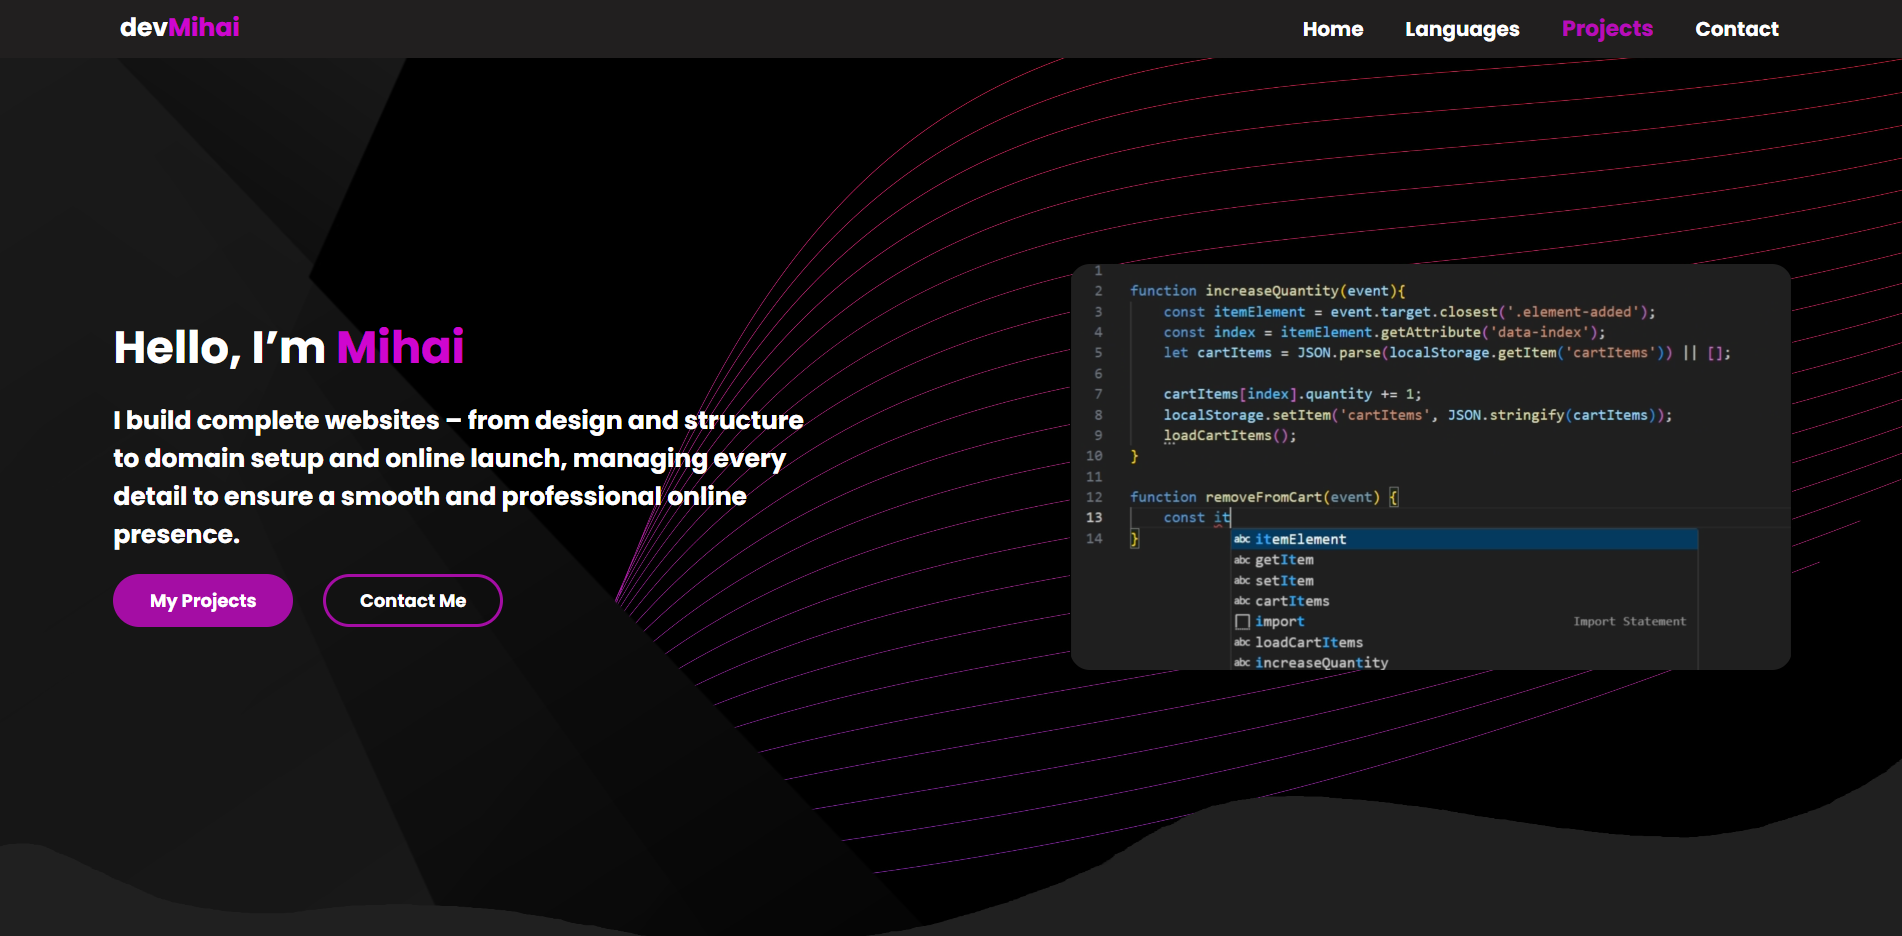 devMihai
Home Languages Projects Contact
Hello, I’m Mihai
I build complete websites – from design and structure
to domain setup and online launch, managing every
detail to ensure a smooth and professional online
presence.
My Projects Contact Me
1
2 function increaseQuantity(event){
3 const itemElement = event.target.closest('.element-added');
4 const index = itemElement.getAttribute('data-index');
5 let cartItems = JSON.parse(localStorage.getItem('cartItems')) || [];
6
7 cartItems[index].quantity += 1;
8 localStorage.setItem('cartItems', JSON.stringify(cartItems));
9 loadCartItems();
10 }
11
12 function removeFromCart(event) {
13 const it
14 }
abc itemElement
abc getItem
abc setItem
abc cartItems
import Import Statement
abc loadCartItems
abc increaseQuantity